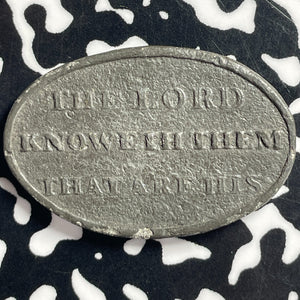 THE LORD
KNOWETH THEM
THAT ARE HIS